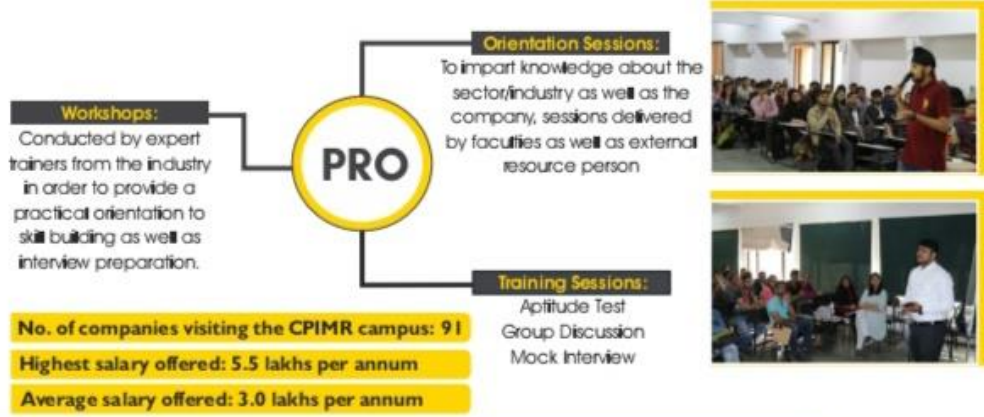 Orientation Sessions:
To impart knowledge about the
sector/industry as well as the
company, sessions delivered
by faculties as well as external
resource person
Workshops:
Conducted by expert
trainers from the industry
in order to provide a
practical orientation to
skill building as well as
interview preparation.
PRO
Training Sessions:
Aptitude Test
Group Discussion
Mock Interview
No. of companies visiting the CPIMR campus: 91
Highest salary offered: 5.5 lakhs per annum
Average salary offered: 3.0 lakhs per annum